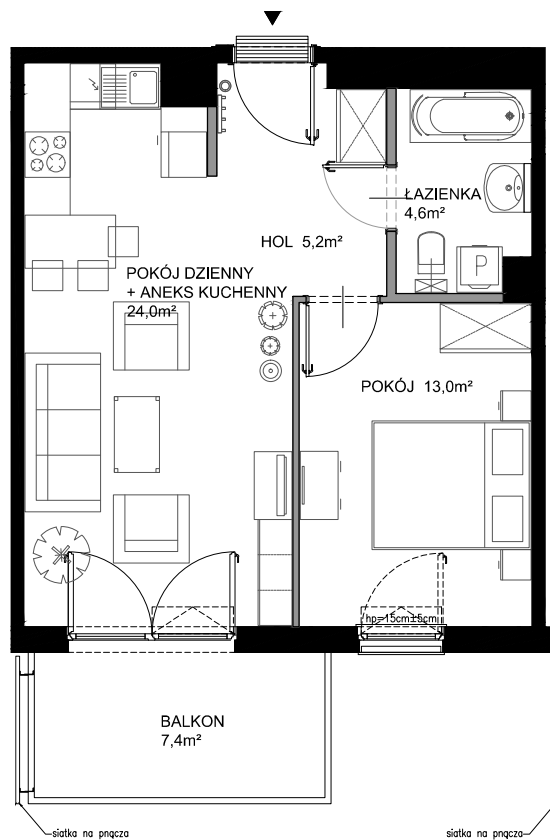 ŁAZIENKA
4,6m²
HOL 5,2m²
P
POKÓJ DZIENNY
+ ANEKS KUCHENNY
24,0m²
POKÓJ 13,0m²
hp=15cm±5cm
BALKON
7,4m²
siatka na pnącza
siatka na pnącza